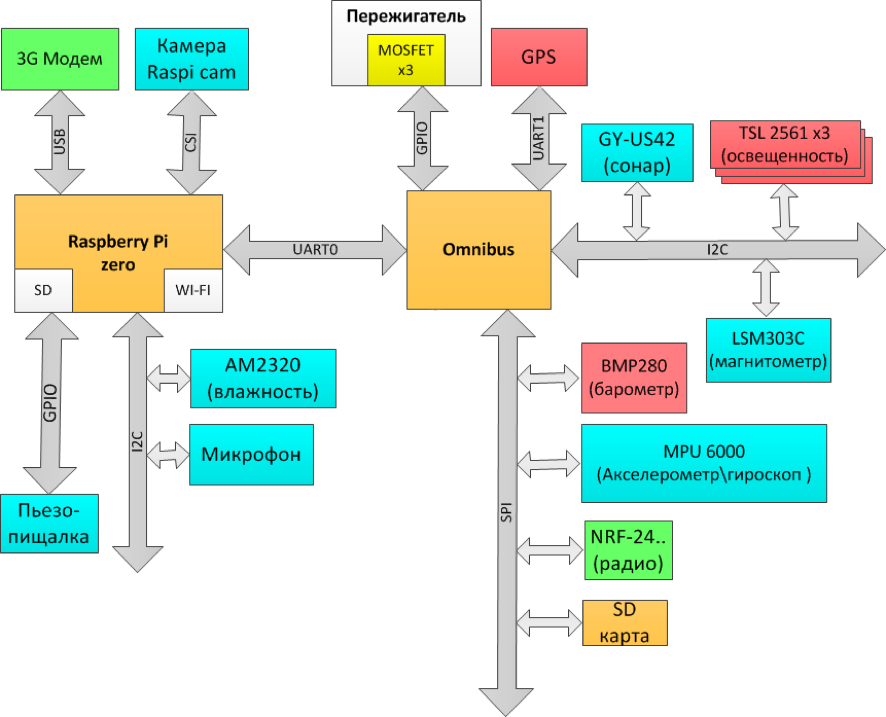 Пережигатель
MOSFET
x3
3G Модем
Камера
Raspi cam
GPS
USB
CSI
GPIO
UART1
GY-US42
(сонар)
TSL 2561 x3
(освещенность)
Raspberry Pi
zero
SD
WI-FI
UART0
Omnibus
I2C
LSM303C
(магнитометр)
AM2320
(влажность)
BMP280
(барометр)
GPIO
I2C
Микрофон
MPU 6000
(Акселерометр\гироскоп )
SPI
Пьезо-
пищалка
NRF-24..
(радио)
SD
карта